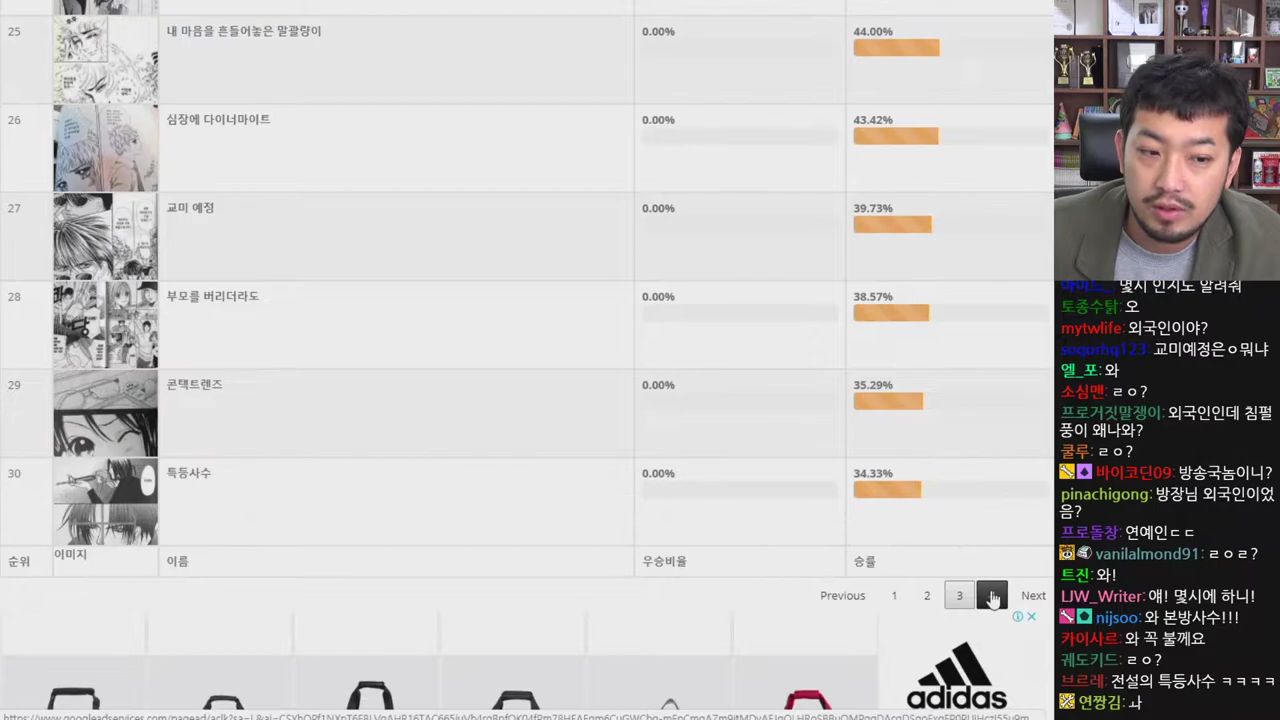 25 내 마음을 흔들어놓은 말괄량이 0.00% 44.00%
26 심장에 다이너마이트 0.00% 43.42%
27 교미 예정 0.00% 39.73%
28 부모를 버리더라도 0.00% 38.57%
29 콘택트렌즈 0.00% 35.29%
30 특등사수 0.00% 34.33%
순위 이미지 이름 우승비율 승률
Previous 1 2 3 Next
adidas
몇시 인지도 알려줘
토종수탉: 오
mytwlife: 외국인이야?
sogorhq123: 교미예정은ㅇ뭐냐
엘_포: 와
소심맨: ㄹㅇ?
프로거짓말쟁이: 외국인인데 침펄
풍이 왜나와?
쿨루: ㄹㅇ?
바이코딘09: 방송국놈이니?
pinachigong: 방장님 외국인이었
음?
프로돌창: 연예인ㄷㄷ
vanilalmond91: ㄹㅇㄹ?
트진: 와!
LJW_Writer: 얘! 몇시에 하니!
nijsoo: 와 본방사수!!!
카이사르: 와 꼭 볼께요
궤도키드: ㄹㅇ?
브르레: 전설의 특등사수 ㅋㅋㅋㅋ
연짱김: ㅘ